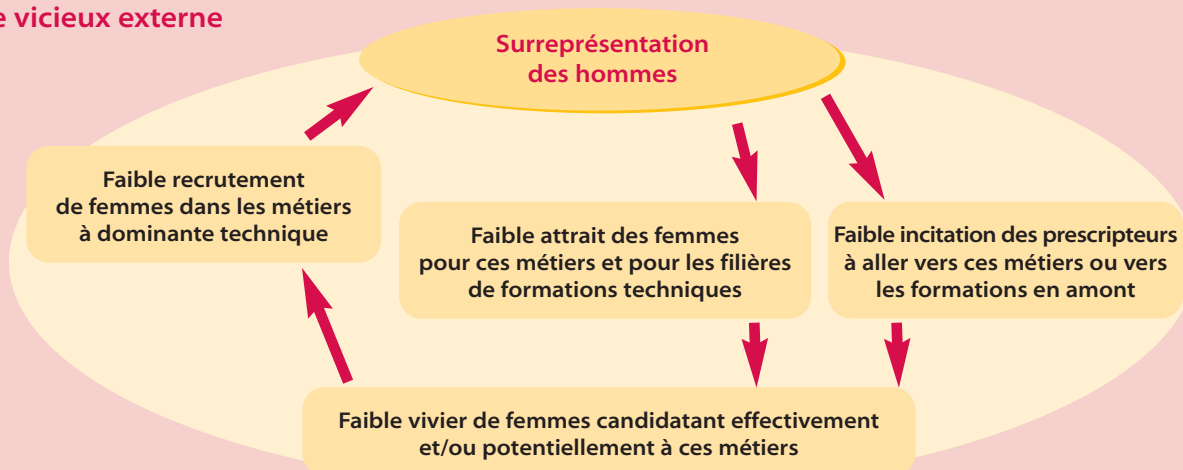 e vicieux externe
Surreprésentation
des hommes
Faible recrutement
de femmes dans les métiers
à dominante technique
Faible attrait des femmes
pour ces métiers et pour les filières
de formations techniques
Faible incitation des prescripteurs
à aller vers ces métiers ou vers
les formations en amont
Faible vivier de femmes candidatant effectivement
et/ou potentiellement à ces métiers